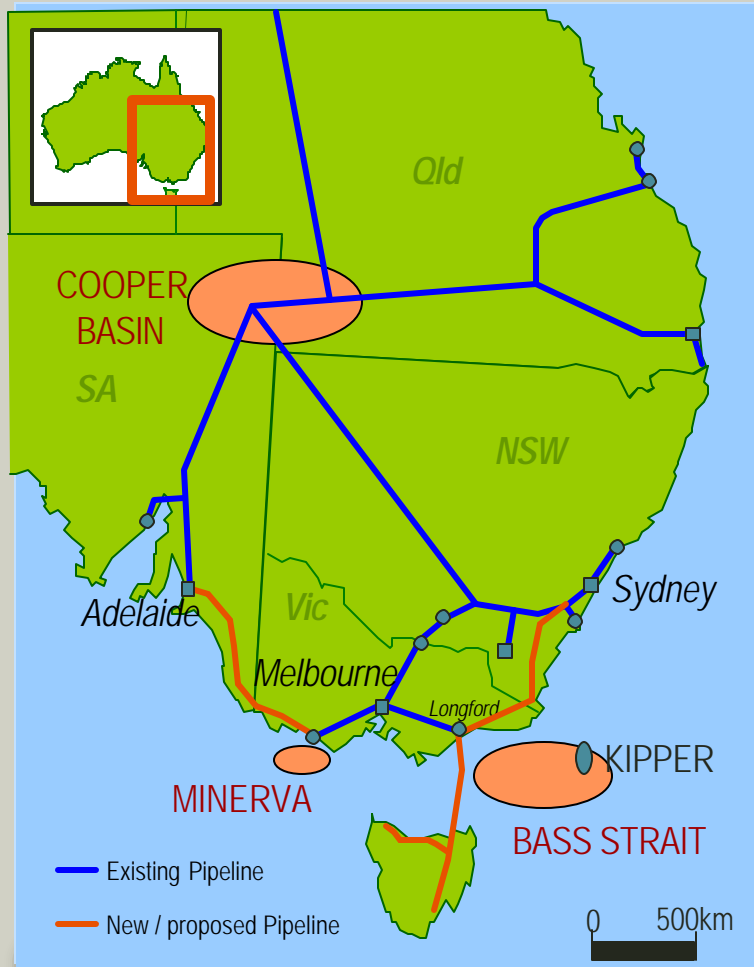 Qld
COOPER
BASIN
SA
NSW
Sydney
Adelaide
Vic
Melbourne
Longford
KIPPER
MINERVA
BASS STRAIT
Existing Pipeline
New / proposed Pipeline
0 500km